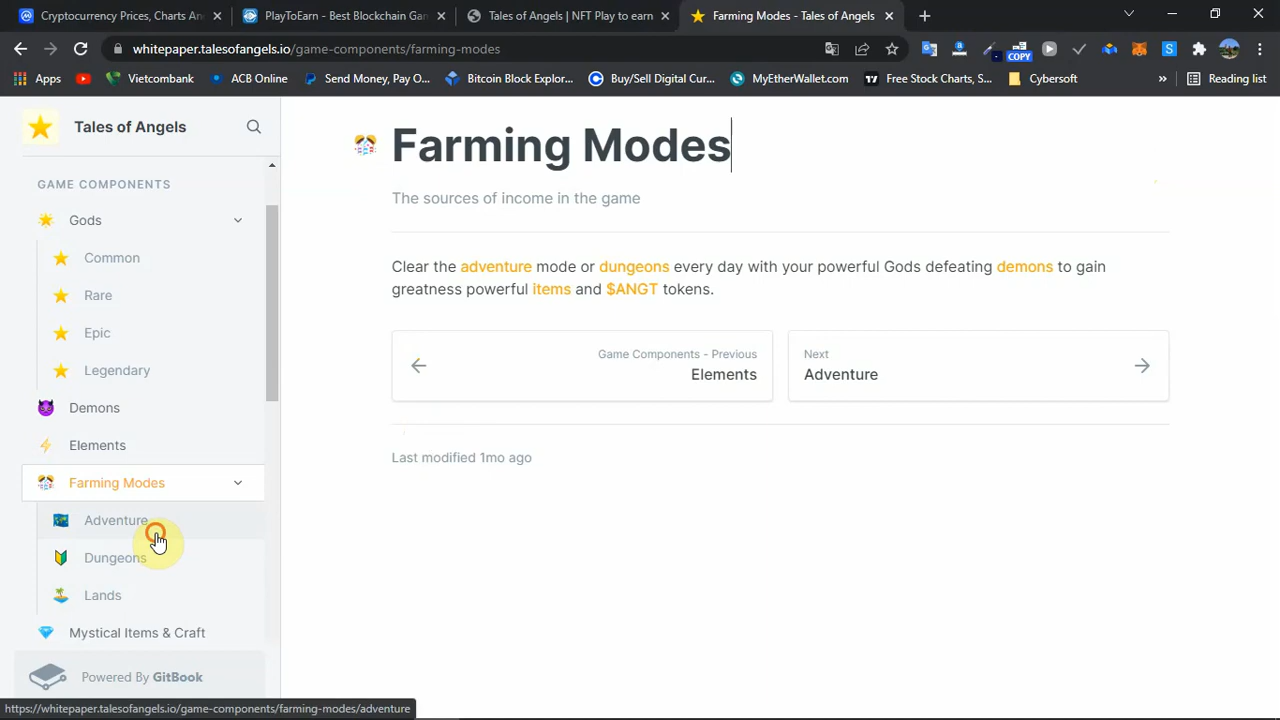 Cryptocurrency Prices, Charts An
PlayToEarn - Best Blockchain Gam
Tales of Angels | NFT Play to earn
Farming Modes - Tales of Angels
whitepaper.talesofangels.io/game-components/farming-modes
COPY
Apps
Vietcombank
ACB Online
Send Money, Pay O...
Bitcoin Block Explor...
Buy/Sell Digital Cur...
MyEtherWallet.com
Free Stock Charts, S...
Cybersoft
»
Reading list
Tales of Angels
GAME COMPONENTS
Gods
Common
Rare
Epic
Legendary
Demons
Elements
Farming Modes
Adventure
Dungeons
Lands
Mystical Items & Craft
Powered By GitBook
https://whitepaper.talesofangels.io/game-components/farming-modes/adventure
Farming Modes
The sources of income in the game
Clear the adventure mode or dungeons every day with your powerful Gods defeating demons to gain
greatness powerful items and $ANGT tokens.
Game Components - Previous
Elements
Next
Adventure
Last modified 1mo ago